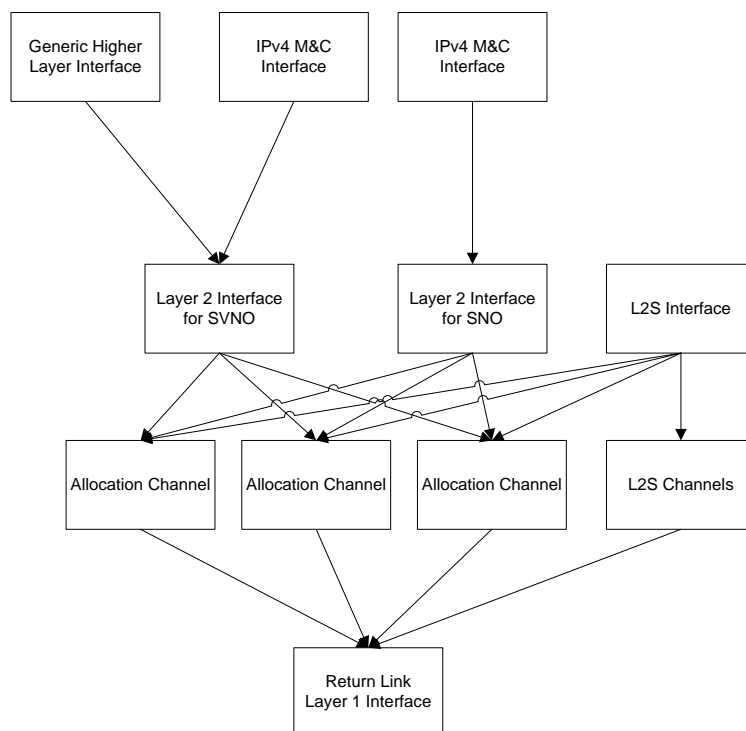 Generic Higher
Layer Interface
IPv4 M&C
Interface
IPv4 M&C
Interface
Layer 2 Interface
for SVNO
Layer 2 Interface
for SNO
L2S Interface
Allocation Channel
Allocation Channel
Allocation Channel
L2S Channels
Return Link
Layer 1 Interface